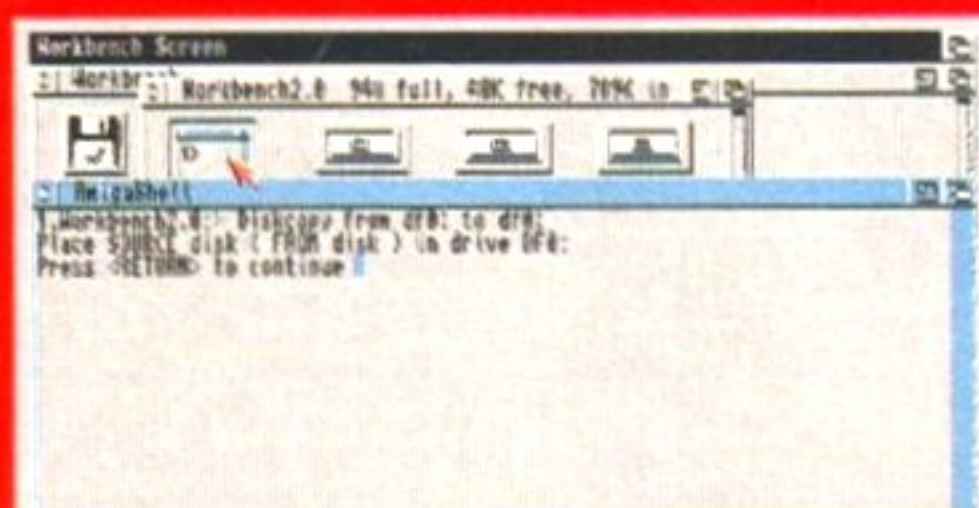 Workbench Screen
Workbench
Workbench2.0 94% full, 48K free, 789K in
AmigaShell
1.Workbench2.0:> Diskcopy from df0: to df0:
Place SOURCE disk ( FROM disk ) in drive DF0:
Press <RETURN> to continue